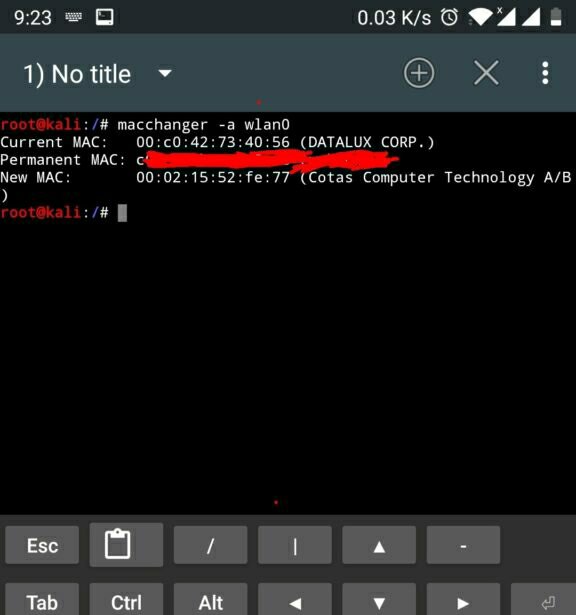 9:23 0.03 K/s x
1) No title
root@kali:/# macchanger -a wlan0
Current MAC: 00:c0:42:73:40:56 (DATALUX CORP.)
Permanent MAC:
New MAC: 00:02:15:52:fe:77 (Cotas Computer Technology A/B
)
root@kali:/#
Esc / | ▲ -
Tab Ctrl Alt ◄ ▼ ►